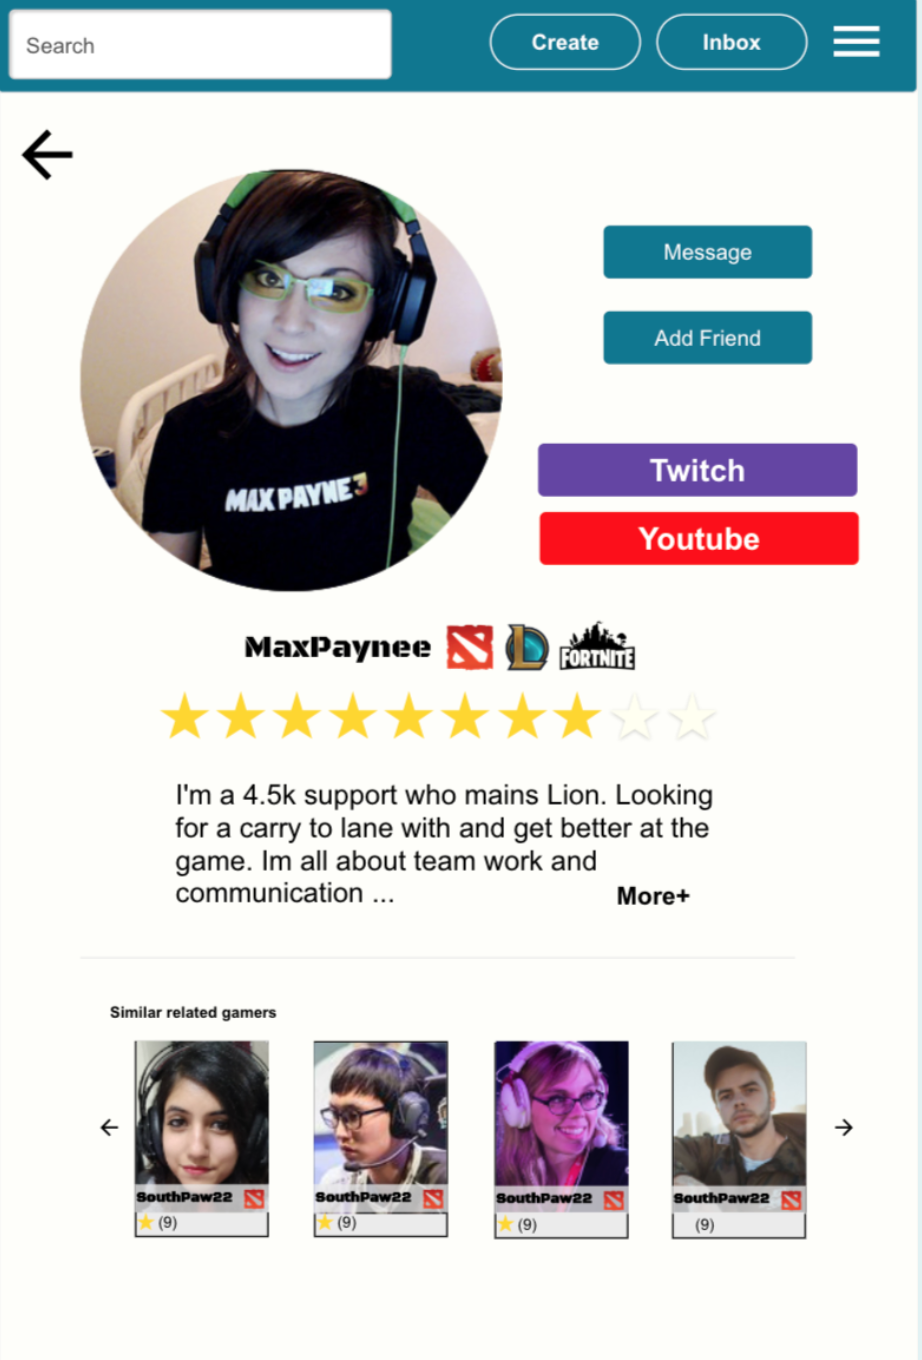 Search
Create
Inbox
Message
Add Friend
MAX PAYNE 3
Twitch
Youtube
MaxPaynee
FORTNITE
I'm a 4.5k support who mains Lion. Looking
for a carry to lane with and get better at the
game. Im all about team work and
communication ...
More+
Similar related gamers
SouthPaw22
(9)
SouthPaw22
(9)
SouthPaw22
(9)
SouthPaw22
(9)